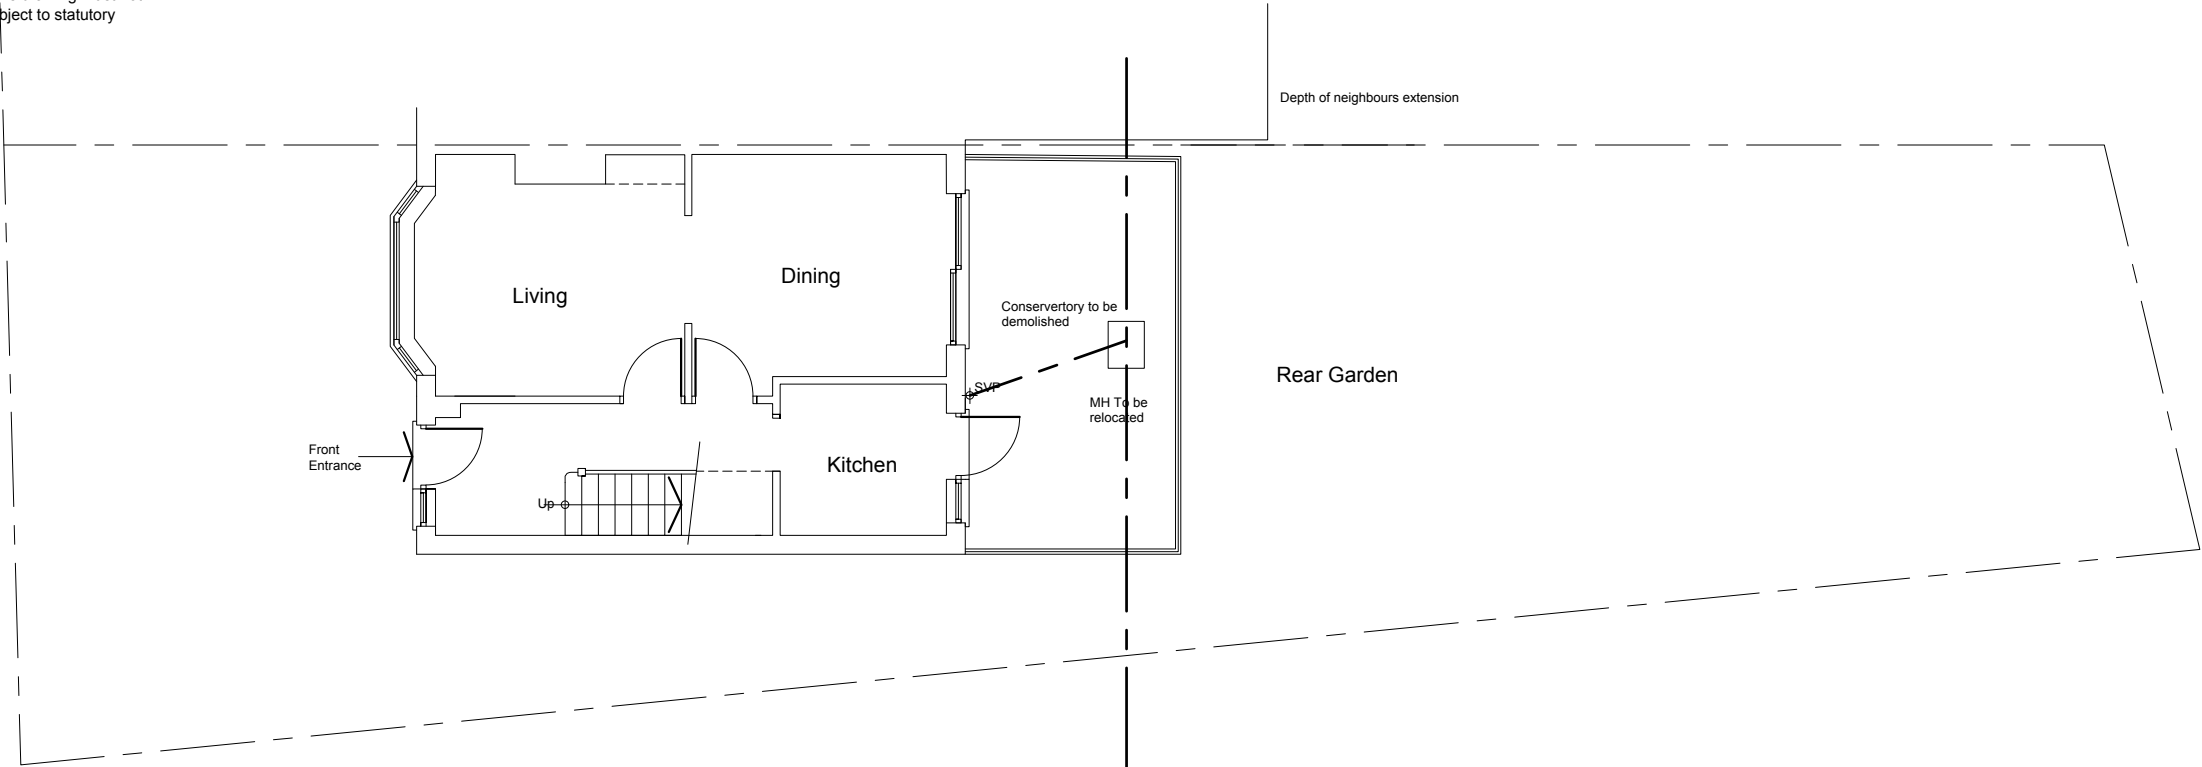 bject to statutory
Depth of neighbours extension
Living
Dining
Conservertory to be
demolished
Rear Garden
SVP
MH To be
relocated
Front
Entrance
Kitchen
Up